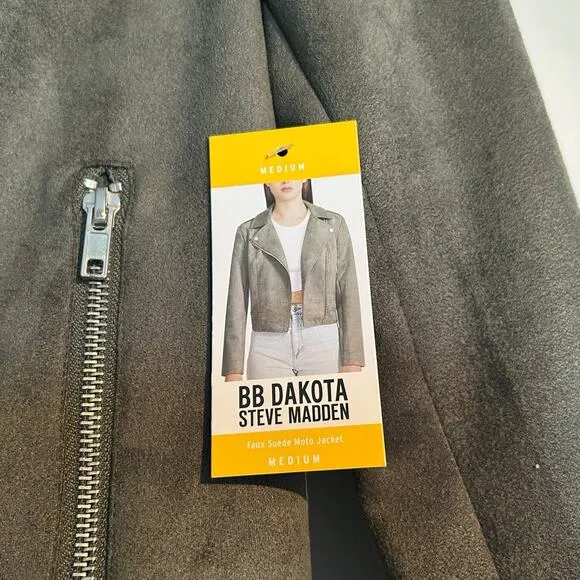 MEDIUM
BB DAKOTA
STEVE MADDEN
Faux Suede Moto Jacket
MEDIUM